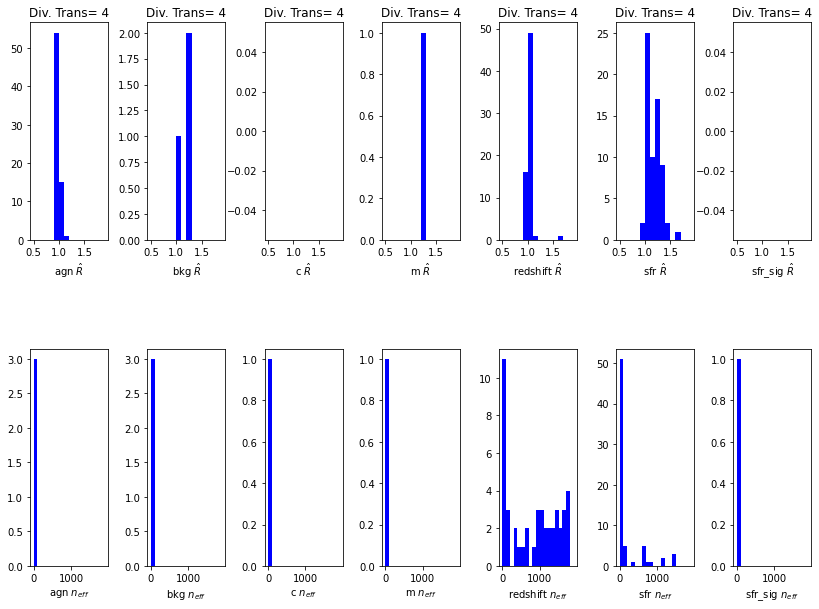 Div. Trans= 4 Div. Trans= 4 Div. Trans= 4 Div. Trans= 4 Div. Trans= 4 Div. Trans= 4 Div. Trans= 4
50 2.00 0.04 1.0 50 25 0.04
1.75
40 1.50 0.02 0.8 40 20 0.02
1.25
30 1.00 0.00 0.6 30 15 0.00
20 0.75 −0.02 0.4 20 10 −0.02
0.50
10 0.25 −0.04 0.2 10 5 −0.04
0 0.00 0.0 0 0
0.5 1.0 1.5 0.5 1.0 1.5 0.5 1.0 1.5 0.5 1.0 1.5 0.5 1.0 1.5 0.5 1.0 1.5 0.5 1.0 1.5
agn R̂ bkg R̂ c R̂ m R̂ redshift R̂ sfr R̂ sfr_sig R̂
3.0 3.0 1.0 1.0 10 50 1.0
2.5 2.5 0.8 0.8 8 40 0.8
2.0 2.0 0.6 0.6 6 30 0.6
1.5 1.5
1.0 1.0 0.4 0.4 4 20 0.4
0.5 0.5 0.2 0.2 2 10 0.2
0.0 0.0 0.0 0.0 0 0 0.0
0 1000 0 1000 0 1000 0 1000 0 1000 0 1000 0 1000
agn n_eff bkg n_eff c n_eff m n_eff redshift n_eff sfr n_eff sfr_sig n_eff